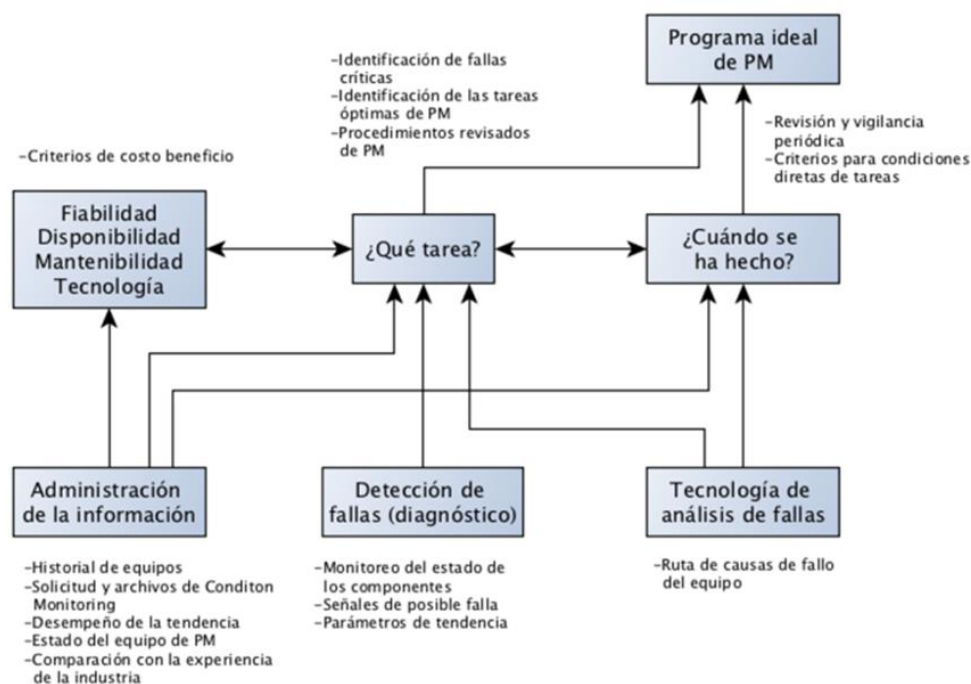 Programa ideal
de PM
-Identificación de fallas
críticas
-Identificación de las tareas
óptimas de PM
-Procedimientos revisados
de PM
-Revisión y vigilancia
periódica
-Criterios para condiciones
diretas de tareas
-Criterios de costo beneficio
Fiabilidad
Disponibilidad
Mantenibilidad
Tecnología
¿Qué tarea?
¿Cuándo se
ha hecho?
Administración
de la información
Detección de
fallas (diagnóstico)
Tecnología de
análisis de fallas
-Historial de equipos
-Solicitud y archivos de Conditon
Monitoring
-Desempeño de la tendencia
-Estado del equipo de PM
-Comparación con la experiencia
de la industria
-Monitoreo del estado de
los componentes
-Señales de posible falla
-Parámetros de tendencia
-Ruta de causas de fallo
del equipo